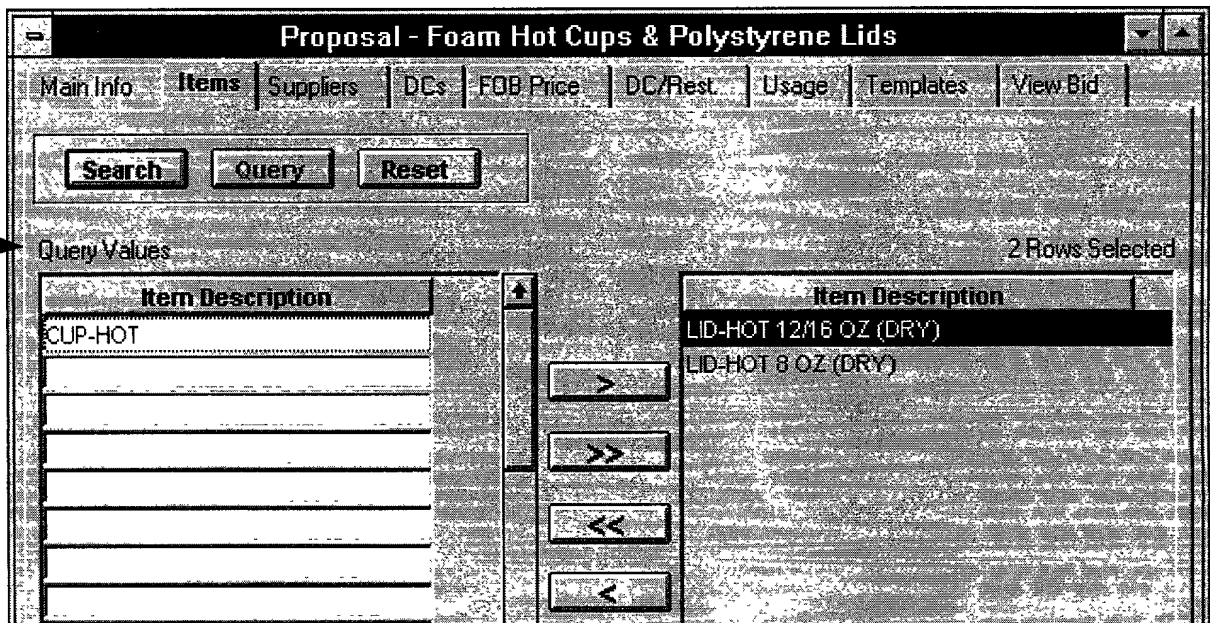 Proposal - Foam Hot Cups & Polystyrene Lids
Main Info Items Suppliers DCs FOB Price DC/Rest. Usage Templates View Bid
Search Query Reset
Query Values 2 Rows Selected
Item Description Item Description
CUP-HOT LID-HOT 12/16 OZ (DRY)
LID-HOT 8 OZ (DRY)
>
>>
<<
<